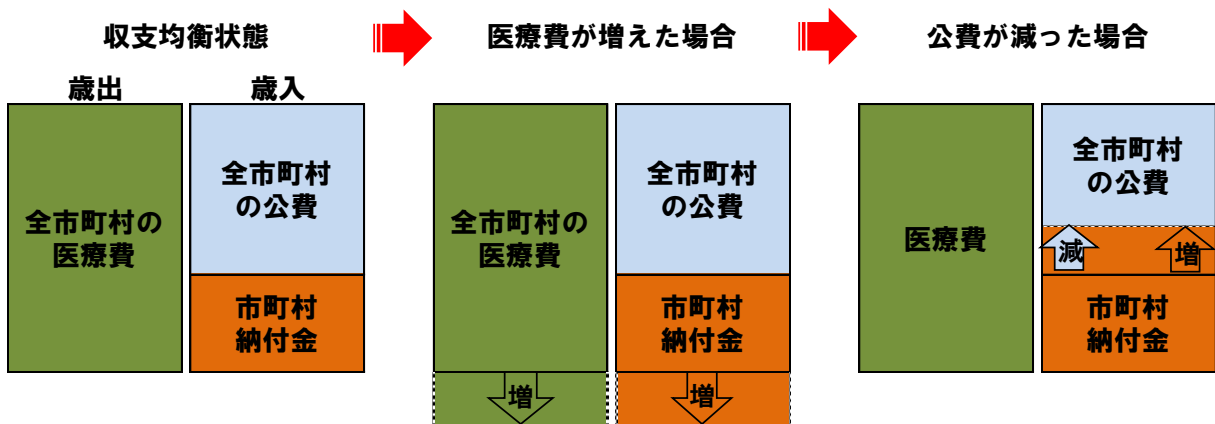 収支均衡状態
医療費が増えた場合
公費が減った場合
歳出
歳入
全市町村の
医療費
全市町村
の公費
市町村
納付金
全市町村の
医療費
全市町村
の公費
市町村
納付金
増
増
医療費
全市町村
の公費
減
増
市町村
納付金